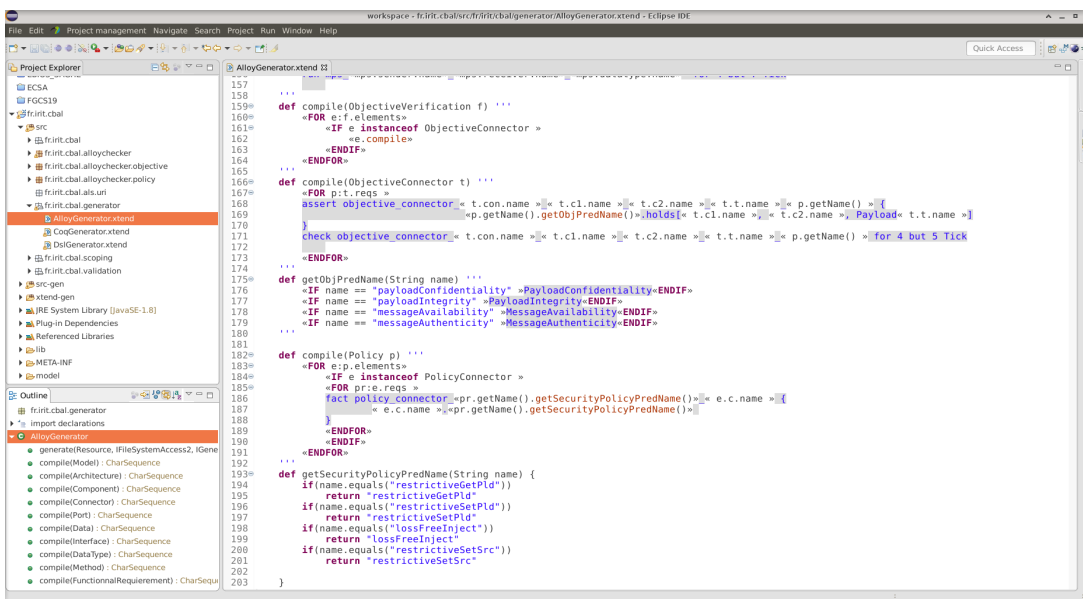 workspace - fr.irit.cbal/src/fr/irit/cbal/generator/AlloyGenerator.xtend - Eclipse IDE
File Edit Project management Navigate Search Project Run Window Help
Quick Access
Project Explorer
ECSA
FGCS19
fr.irit.cbal
src
fr.irit.cbal
fr.irit.cbal.alloychecker
fr.irit.cbal.alloychecker.objective
fr.irit.cbal.alloychecker.policy
fr.irit.cbal.als.uri
fr.irit.cbal.generator
AlloyGenerator.xtend
CoqGenerator.xtend
DslGenerator.xtend
fr.irit.cbal.scoping
fr.irit.cbal.validation
src-gen
xtend-gen
JRE System Library [JavaSE-1.8]
Plug-in Dependencies
Referenced Libraries
lib
META-INF
model
Outline
fr.irit.cbal.generator
import declarations
AlloyGenerator
generate(Resource, IFileSystemAccess2, IGene
compile(Model) : CharSequence
compile(Architecture) : CharSequence
compile(Component) : CharSequence
compile(Connector) : CharSequence
compile(Port) : CharSequence
compile(Data) : CharSequence
compile(Interface) : CharSequence
compile(DataType) : CharSequence
compile(Method) : CharSequence
compile(FunctionnalRequierement) : CharSequ
AlloyGenerator.xtend
157
158 '''
159 def compile(ObjectiveVerification f) '''
160 «FOR e:f.elements»
161 «IF e instanceof ObjectiveConnector »
162 «e.compile»
163 «ENDIF»
164 «ENDFOR»
165 '''
166 def compile(ObjectiveConnector t) '''
167 «FOR p:t.reqs »
168 assert objective_connector_« t.con.name »_« t.c1.name »_« t.c2.name »_« t.t.name »_« p.getName() » {
169 «p.getName().getObjPredName()».holds[« t.c1.name », « t.c2.name », Payload« t.t.name »]
170 }
171 check objective_connector_« t.con.name »_« t.c1.name »_« t.c2.name »_« t.t.name »_« p.getName() » for 4 but 5 Tick
172
173 «ENDFOR»
174 '''
175 def getObjPredName(String name) '''
176 «IF name == "payloadConfidentiality" »PayloadConfidentiality«ENDIF»
177 «IF name == "payloadIntegrity" »PayloadIntegrity«ENDIF»
178 «IF name == "messageAvailability" »MessageAvailability«ENDIF»
179 «IF name == "messageAuthenticity" »MessageAuthenticity«ENDIF»
180 '''
181
182 def compile(Policy p) '''
183 «FOR e:p.elements»
184 «IF e instanceof PolicyConnector »
185 «FOR pr:e.reqs »
186 fact policy_connector_«pr.getName().getSecurityPolicyPredName()»_« e.c.name » {
187 « e.c.name ».«pr.getName().getSecurityPolicyPredName()»
188 }
189 «ENDFOR»
190 «ENDIF»
191 «ENDFOR»
192 '''
193 def getSecurityPolicyPredName(String name) {
194 if(name.equals("restrictiveGetPld"))
195 return "restrictiveGetPld"
196 if(name.equals("restrictiveSetPld"))
197 return "restrictiveSetPld"
198 if(name.equals("lossFreeInject"))
199 return "lossFreeInject"
200 if(name.equals("restrictiveSetSrc"))
201 return "restrictiveSetSrc"
202
203 }